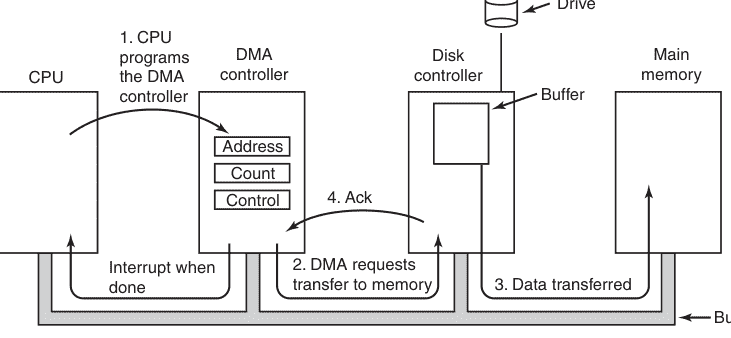 Drive
1. CPU
programs
the DMA
controller
CPU
DMA
controller
Disk
controller
Main
memory
Buffer
Address
Count
Control
4. Ack
Interrupt when
done
2. DMA requests
transfer to memory
3. Data transferred